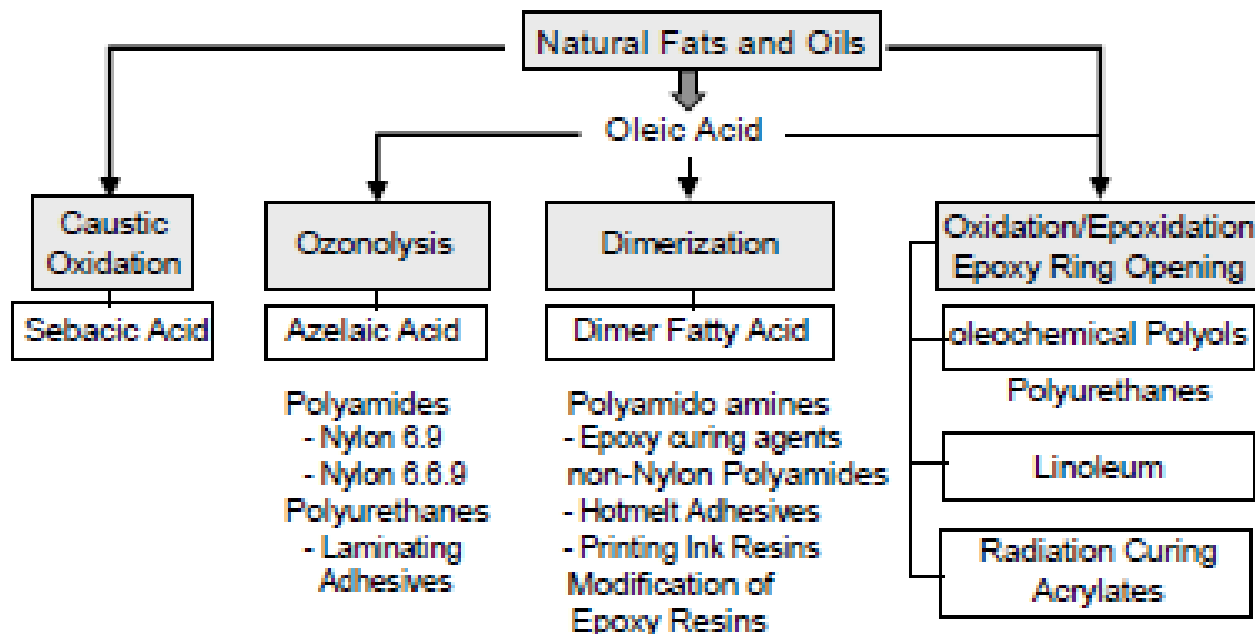 Natural Fats and Oils
Oleic Acid
Caustic
Oxidation
Sebacic Acid
Ozonolysis
Azelaic Acid
Polyamides
- Nylon 6.9
- Nylon 6.6.9
Polyurethanes
- Laminating
Adhesives
Dimerization
Dimer Fatty Acid
Polyamido amines
- Epoxy curing agents
non-Nylon Polyamides
- Hotmelt Adhesives
- Printing Ink Resins
Modification of
Epoxy Resins
Oxidation/Epoxidation
Epoxy Ring Opening
oleochemical Polyols
Polyurethanes
Linoleum
Radiation Curing
Acrylates